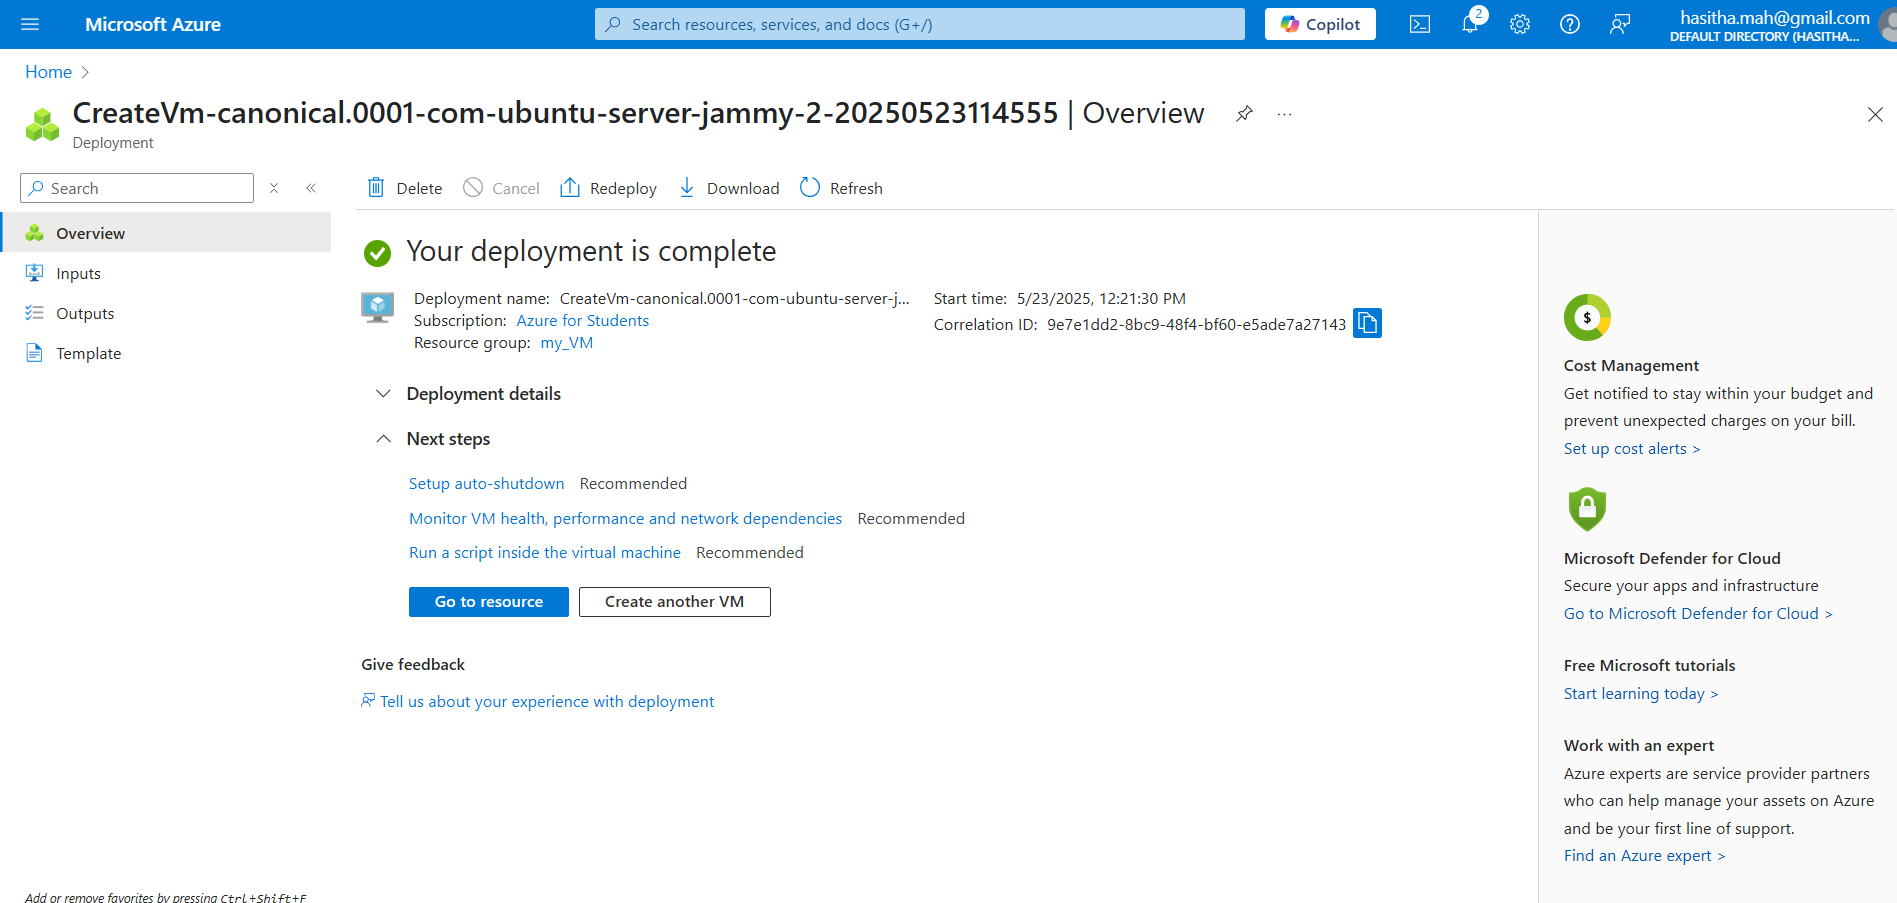 Microsoft Azure
Search resources, services, and docs (G+/)
Copilot
2
hasitha.mah@gmail.com
DEFAULT DIRECTORY (HASITHA...
Home
CreateVm-canonical.0001-com-ubuntu-server-jammy-2-20250523114555 | Overview
...
Deployment
Search
Delete
Cancel
Redeploy
Download
Refresh
Overview
Inputs
Outputs
Template
Your deployment is complete
Deployment name: CreateVm-canonical.0001-com-ubuntu-server-j...
Subscription: Azure for Students
Resource group: my_VM
Start time: 5/23/2025, 12:21:30 PM
Correlation ID: 9e7e1dd2-8bc9-48f4-bf60-e5ade7a27143
Deployment details
Next steps
Setup auto-shutdown Recommended
Monitor VM health, performance and network dependencies Recommended
Run a script inside the virtual machine Recommended
Go to resource
Create another VM
Give feedback
Tell us about your experience with deployment
$
Cost Management
Get notified to stay within your budget and
prevent unexpected charges on your bill.
Set up cost alerts >
Microsoft Defender for Cloud
Secure your apps and infrastructure
Go to Microsoft Defender for Cloud >
Free Microsoft tutorials
Start learning today >
Work with an expert
Azure experts are service provider partners
who can help manage your assets on Azure
and be your first line of support.
Find an Azure expert >
Add or remove favorites by pressing Ctrl+Shift+F